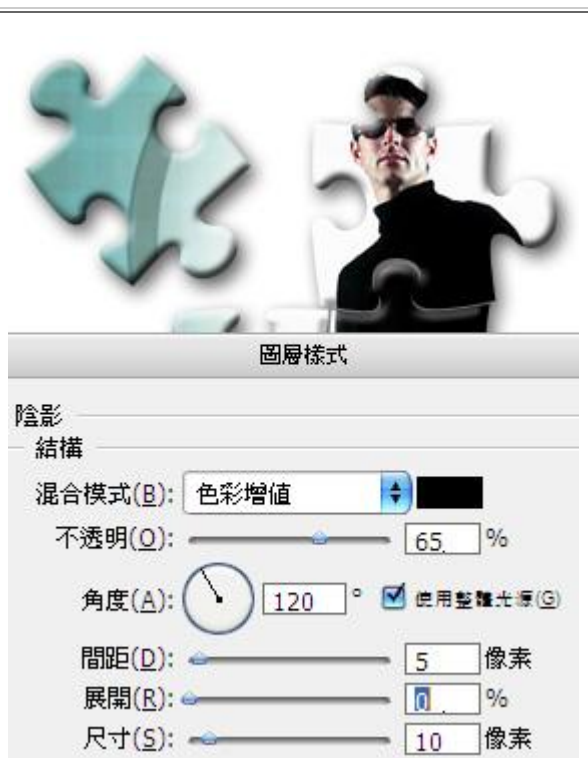 圖層樣式
陰影
結構
混合模式(B): 色彩增值
不透明(O): 65 %
角度(A): 120 ° 使用整體光源(G)
間距(D): 5 像素
展開(R): 0 %
尺寸(S): 10 像素